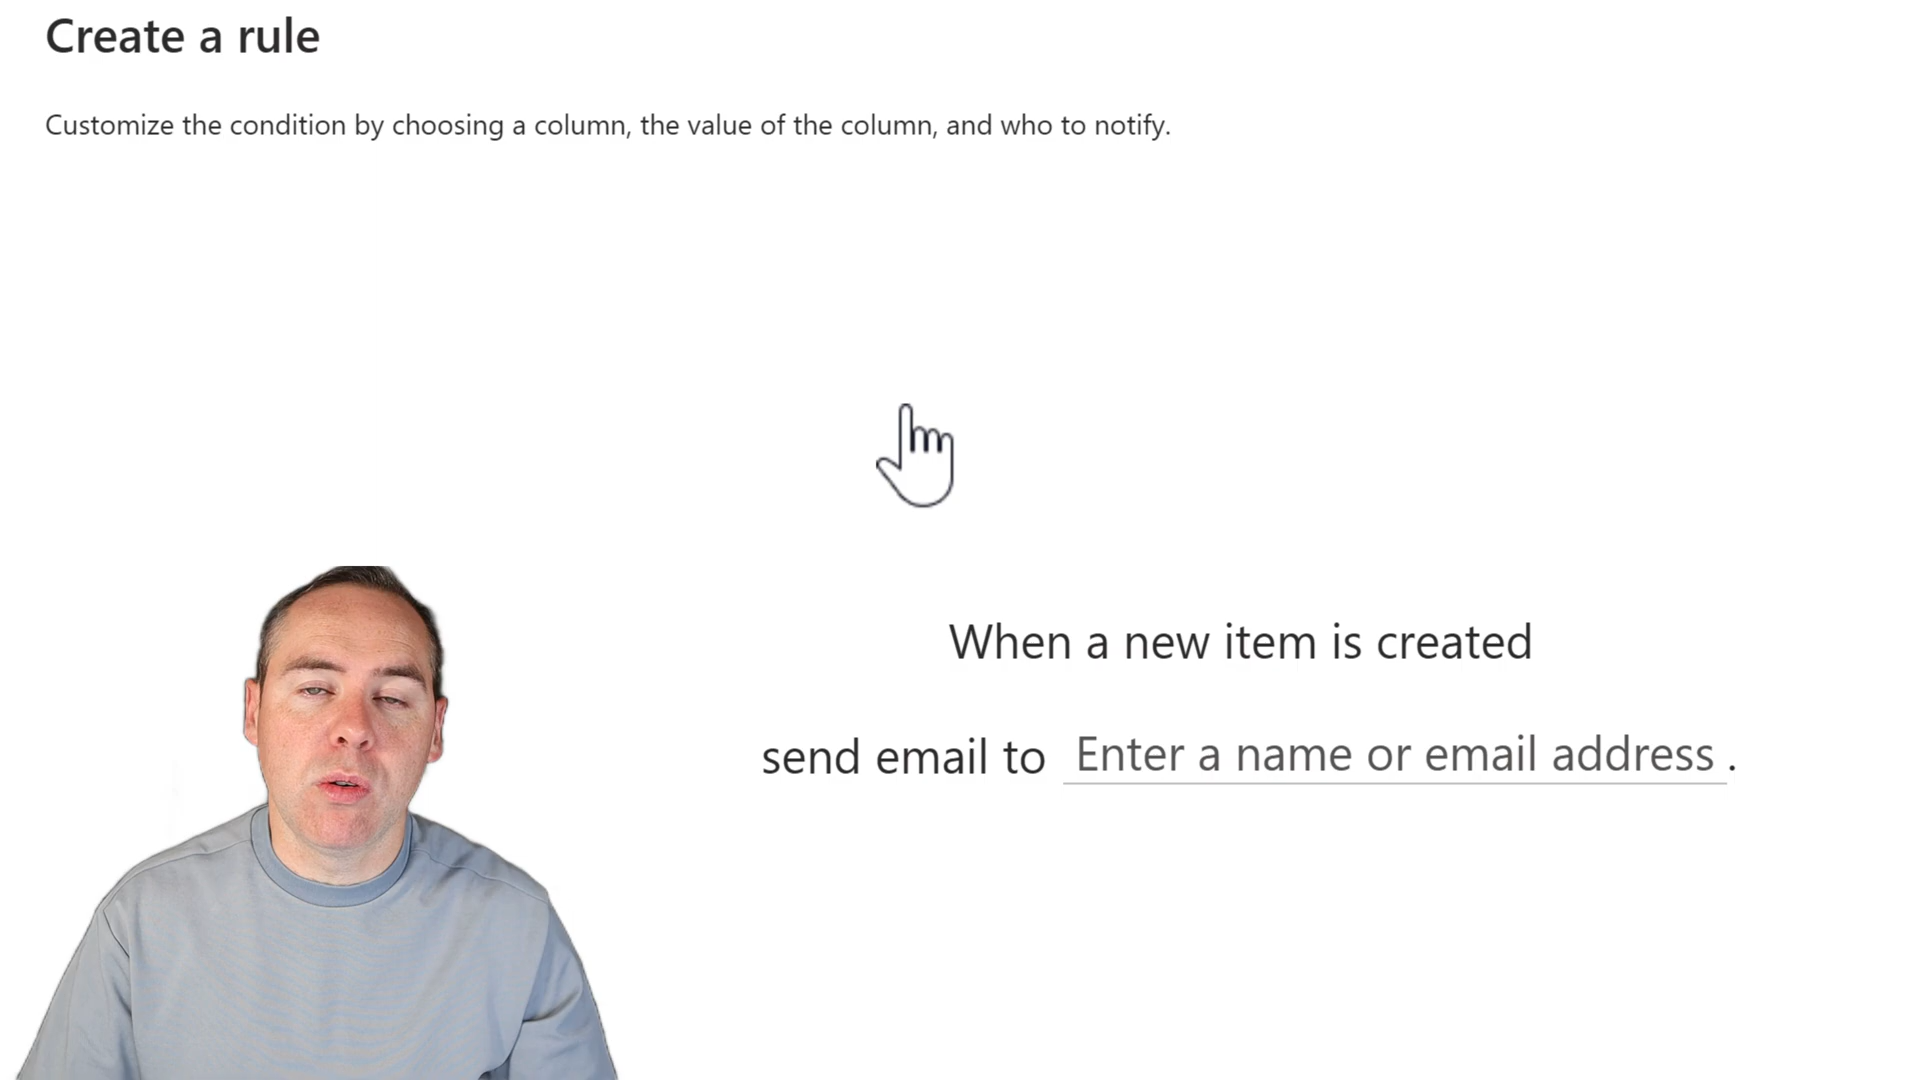 Create a rule
Customize the condition by choosing a column, the value of the column, and who to notify.
When a new item is created
send email to Enter a name or email address .